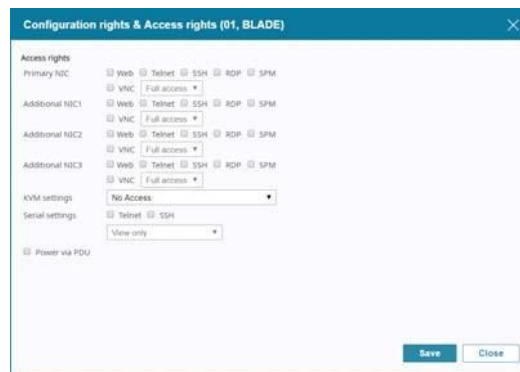 Configuration rights & Access rights (01, BLADE)
Access rights
Primary NIC Web Telnet SSH RDP SPM
VNC Full access
Additional NIC1 Web Telnet SSH RDP SPM
VNC Full access
Additional NIC2 Web Telnet SSH RDP SPM
VNC Full access
Additional NIC3 Web Telnet SSH RDP SPM
VNC Full access
KVM settings No Access
Serial settings Telnet SSH
View only
Power via PDU
Save Close